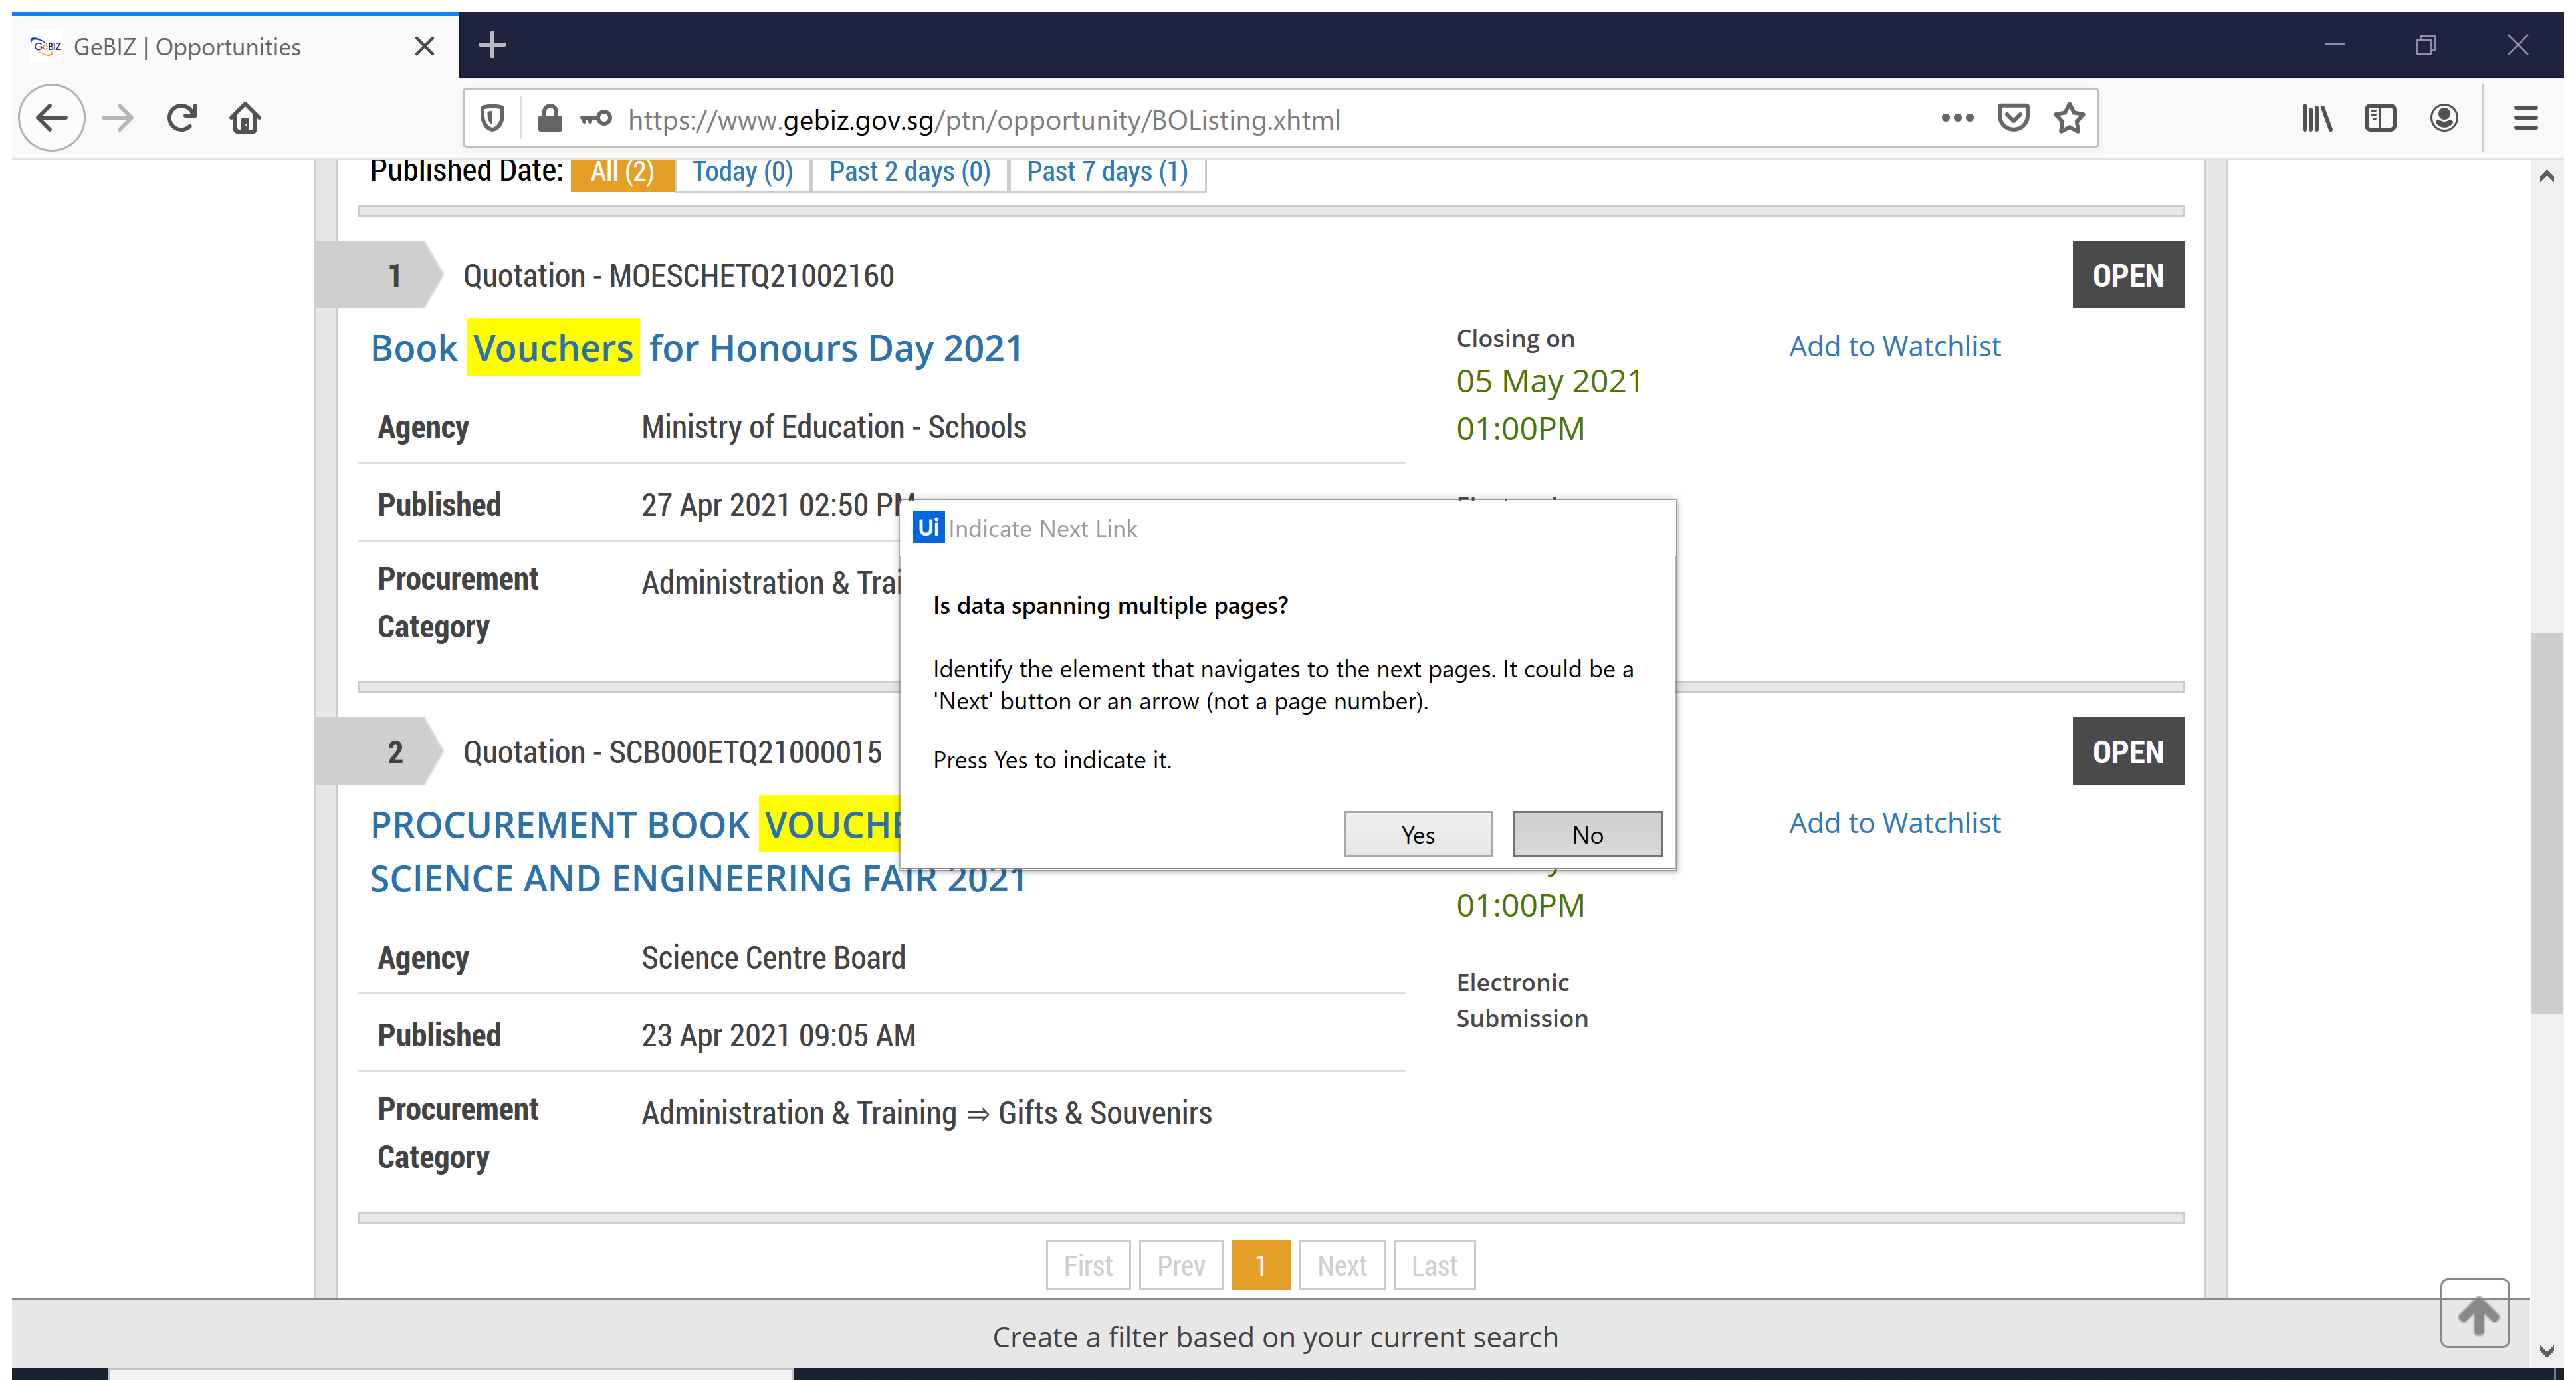 GeBIZ GeBIZ | Opportunities
https://www.gebiz.gov.sg/ptn/opportunity/BOListing.xhtml
Published Date: All (2) Today (0) Past 2 days (0) Past 7 days (1)
1 Quotation - MOESCHETQ21002160 OPEN
Book Vouchers for Honours Day 2021
Closing on
05 May 2021
01:00PM
Add to Watchlist
Agency Ministry of Education - Schools
Published 27 Apr 2021 02:50 PM
Procurement
Category
Administration &
Ui Indicate Next Link
Is data spanning multiple pages?
Identify the element that navigates to the next pages. It could be a
'Next' button or an arrow (not a page number).
Press Yes to indicate it.
Yes No
2 Quotation - SCB000ETQ21000015 OPEN
PROCUREMENT BOOK
SCIENCE AND ENGINEERING FAIR 2021
01:00PM
Add to Watchlist
Agency Science Centre Board
Published 23 Apr 2021 09:05 AM
Procurement
Category
Administration & Training ⇒ Gifts & Souvenirs
Electronic
Submission
First Prev 1 Next Last
Create a filter based on your current search